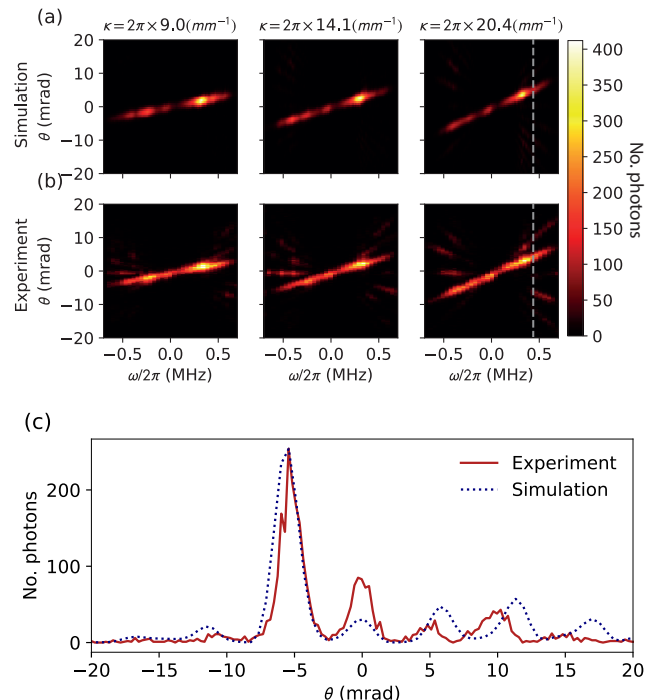 (a)
κ=2π×9.0(mm⁻¹) κ=2π×14.1(mm⁻¹) κ=2π×20.4(mm⁻¹)
Simulation
θ (mrad)
20
10
0
−10
−20
400
350
300
250
200
150
100
50
0
No. photons
(b)
Experiment
θ (mrad)
20
10
0
−10
−20
−0.5 0.0 0.5 −0.5 0.0 0.5 −0.5 0.0 0.5
ω/2π (MHz) ω/2π (MHz) ω/2π (MHz)
(c)
No. photons
200
100
0
Experiment
Simulation
−20 −15 −10 −5 0 5 10 15 20
θ (mrad)